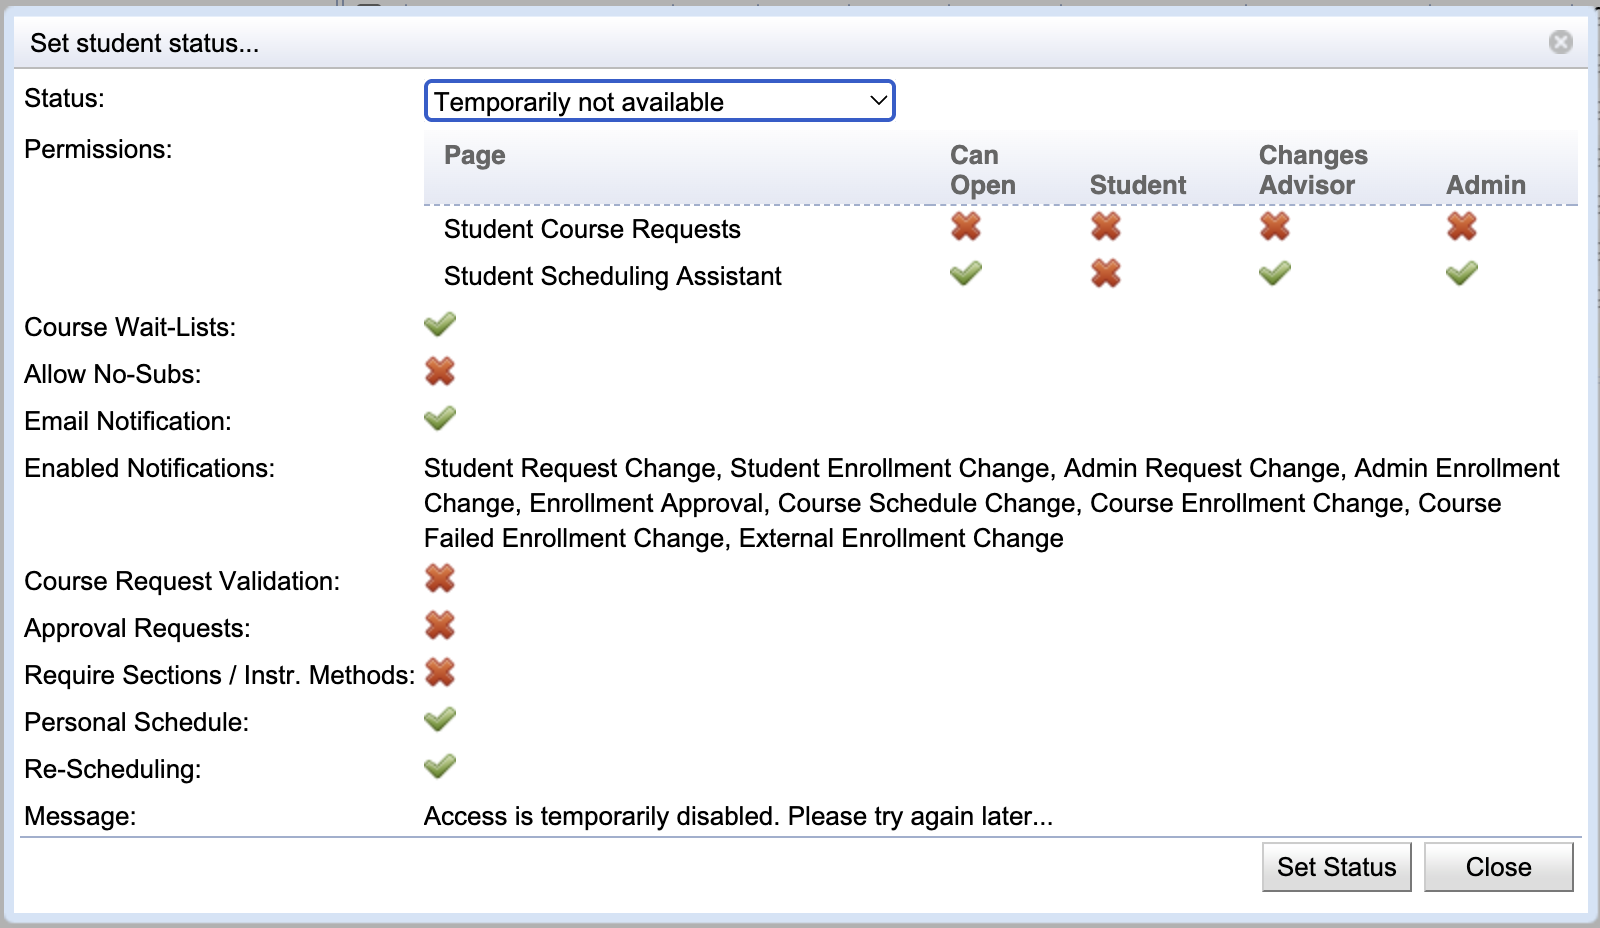 Set student status...
Status:
Temporarily not available
Permissions:
Page
Can Open
Student
Changes Advisor
Admin
Student Course Requests
Student Scheduling Assistant
Course Wait-Lists:
Allow No-Subs:
Email Notification:
Enabled Notifications:
Student Request Change, Student Enrollment Change, Admin Request Change, Admin Enrollment
Change, Enrollment Approval, Course Schedule Change, Course Enrollment Change, Course
Failed Enrollment Change, External Enrollment Change
Course Request Validation:
Approval Requests:
Require Sections / Instr. Methods:
Personal Schedule:
Re-Scheduling:
Message:
Access is temporarily disabled. Please try again later...
Set Status
Close